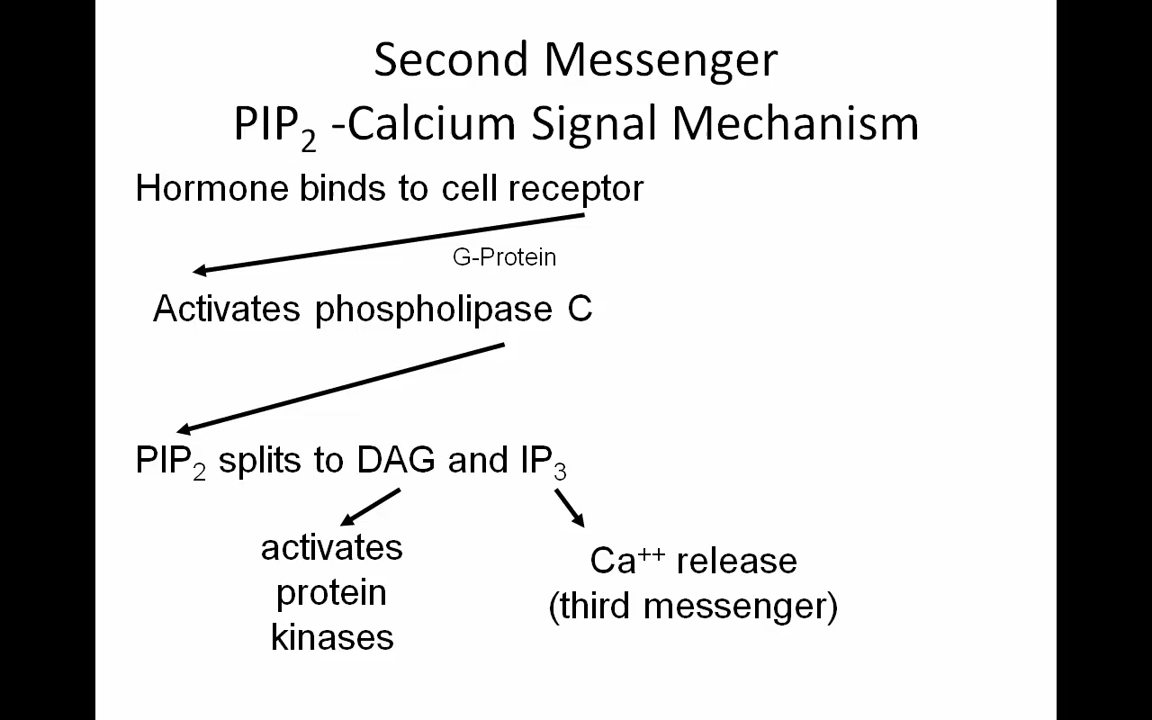 Second Messenger
PIP₂ -Calcium Signal Mechanism
Hormone binds to cell receptor
G-Protein
Activates phospholipase C
PIP₂ splits to DAG and IP₃
activates
protein
kinases
Ca⁺⁺ release
(third messenger)